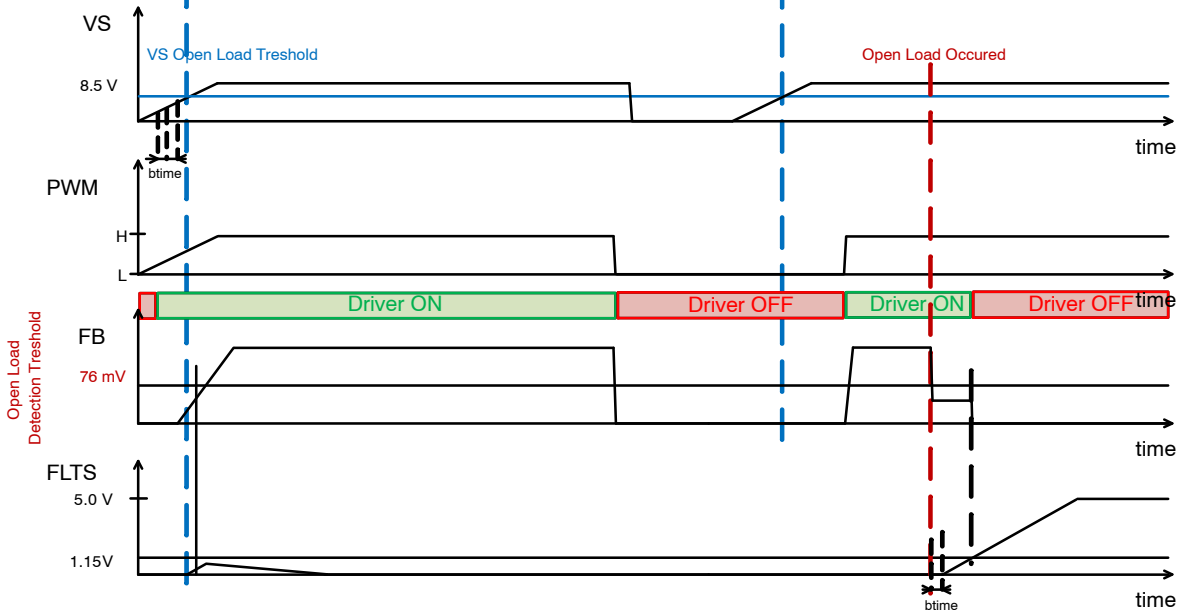 VS
VS Open Load Treshold
Open Load Occured
8.5 V
time
btime
PWM
H
L
Driver ON
Driver OFF
Driver ON
Driver OFF
time
Open Load
Detection Treshold
FB
76 mV
time
FLTS
5.0 V
1.15V
time
btime